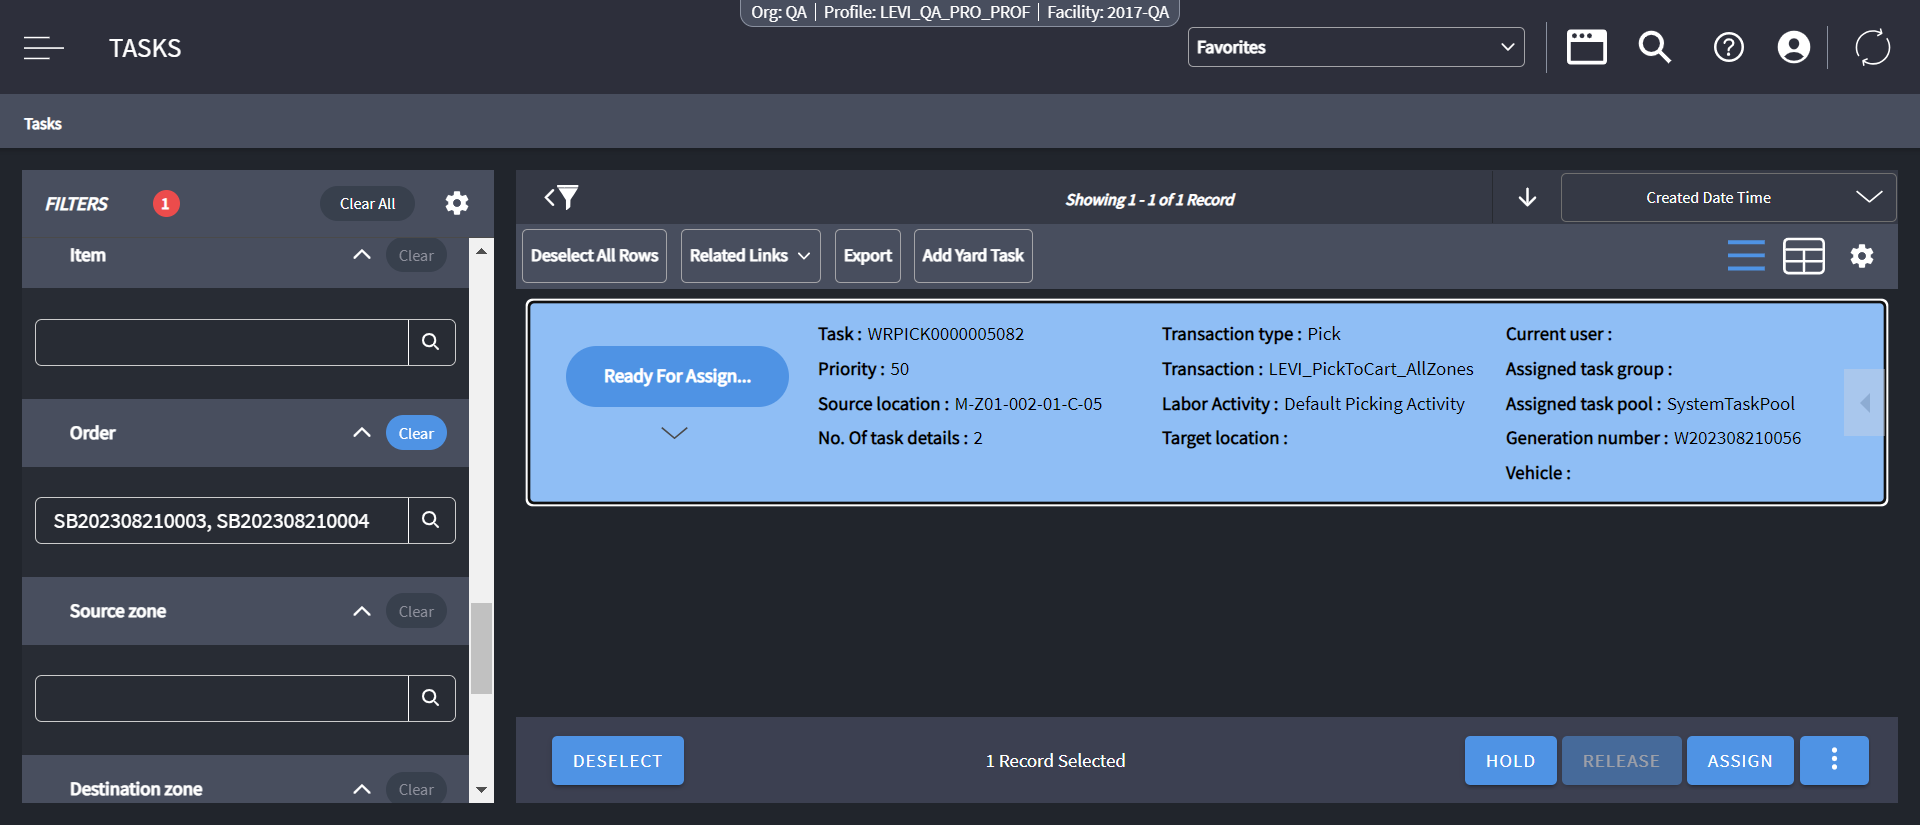 Org: QA | Profile: LEVI_QA_PRO_PROF | Facility: 2017-QA
TASKS
Favorites
Tasks
FILTERS 1 Clear All
Item Clear
Order Clear
SB202308210003, SB202308210004
Source zone Clear
Destination zone Clear
Showing 1 - 1 of 1 Record
Created Date Time
Deselect All Rows Related Links Export Add Yard Task
Ready For Assign...
Task : WRPICK0000005082
Priority : 50
Source location : M-Z01-002-01-C-05
No. Of task details : 2
Transaction type : Pick
Transaction : LEVI_PickToCart_AllZones
Labor Activity : Default Picking Activity
Target location :
Current user :
Assigned task group :
Assigned task pool : SystemTaskPool
Generation number : W202308210056
Vehicle :
DESELECT 1 Record Selected HOLD RELEASE ASSIGN